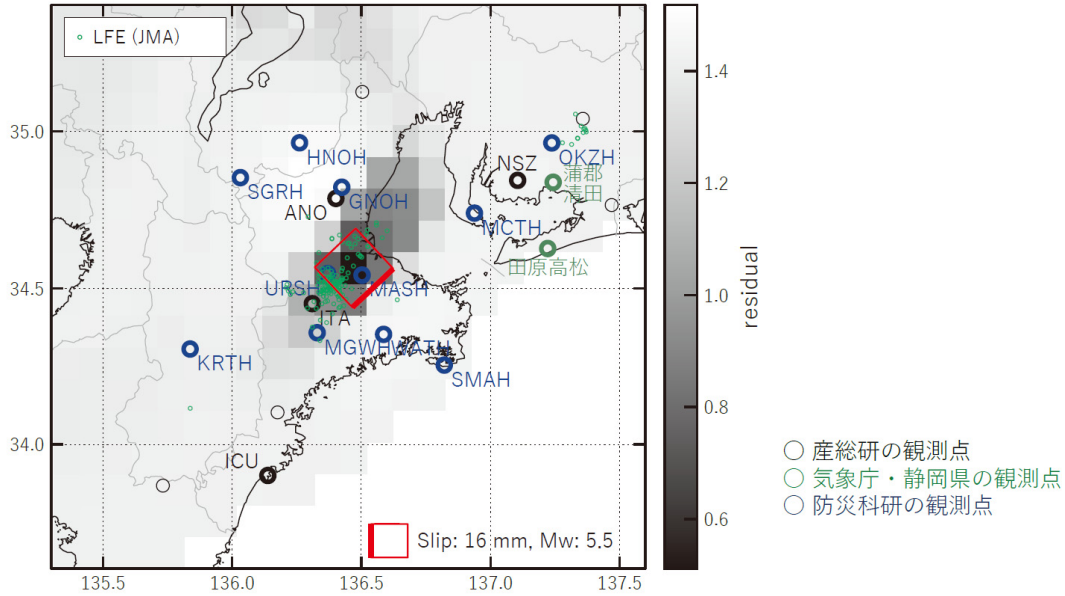 LFE (JMA)
35.0
34.5
34.0
135.5
136.0
136.5
137.0
137.5
HNOH
SGRH
GNOH
ANO
NSZ
OKZH
蒲郡
清田
MCTH
田原高松
URSH
MASH
ITA
MGWH
WATH
KRTH
SMAH
ICU
Slip: 16 mm, Mw: 5.5
1.4
1.2
1.0
0.8
0.6
residual
産総研の観測点
気象庁・静岡県の観測点
防災科研の観測点